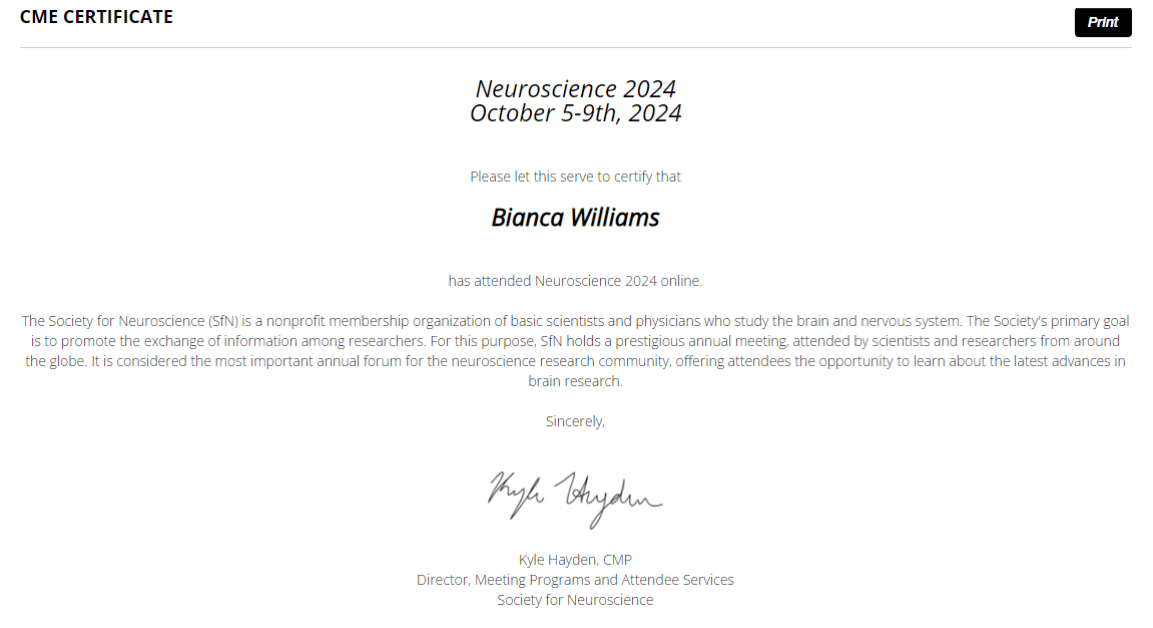 CME CERTIFICATE
Print
Neuroscience 2024
October 5-9th, 2024
Please let this serve to certify that
Bianca Williams
has attended Neuroscience 2024 online.
The Society for Neuroscience (SfN) is a nonprofit membership organization of basic scientists and physicians who study the brain and nervous system. The Society's primary goal
is to promote the exchange of information among researchers. For this purpose, SfN holds a prestigious annual meeting, attended by scientists and researchers from around
the globe. It is considered the most important annual forum for the neuroscience research community, offering attendees the opportunity to learn about the latest advances in
brain research.
Sincerely,
Kyle Hayden
Kyle Hayden, CMP
Director, Meeting Programs and Attendee Services
Society for Neuroscience